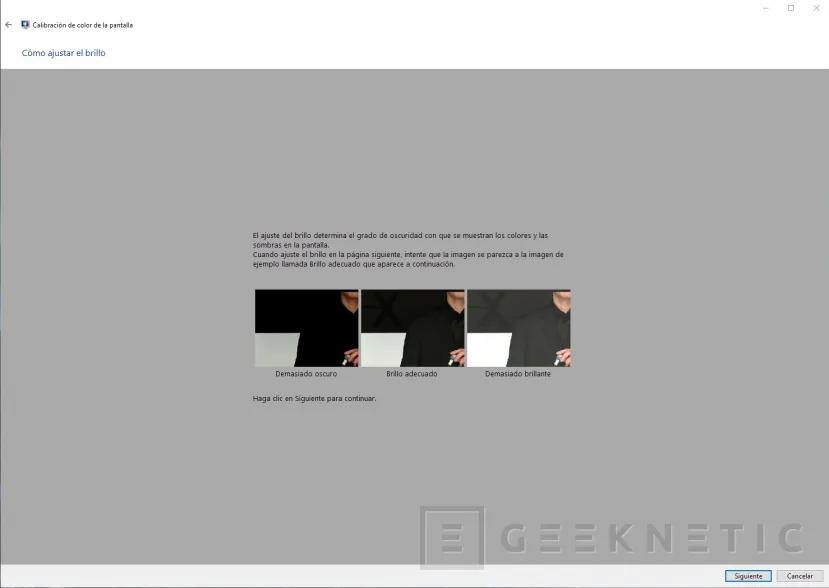 Calibración de color de la pantalla
Cómo ajustar el brillo
El ajuste del brillo determina el grado de oscuridad con que se muestran los colores y las
sombras en la pantalla.
Cuando ajuste el brillo en la página siguiente, intente que la imagen se parezca a la imagen de
ejemplo llamada Brillo adecuado que aparece a continuación.
Demasiado oscuro
Brillo adecuado
Demasiado brillante
Haga clic en Siguiente para continuar.
GEEKNETIC
Siguiente
Cancelar